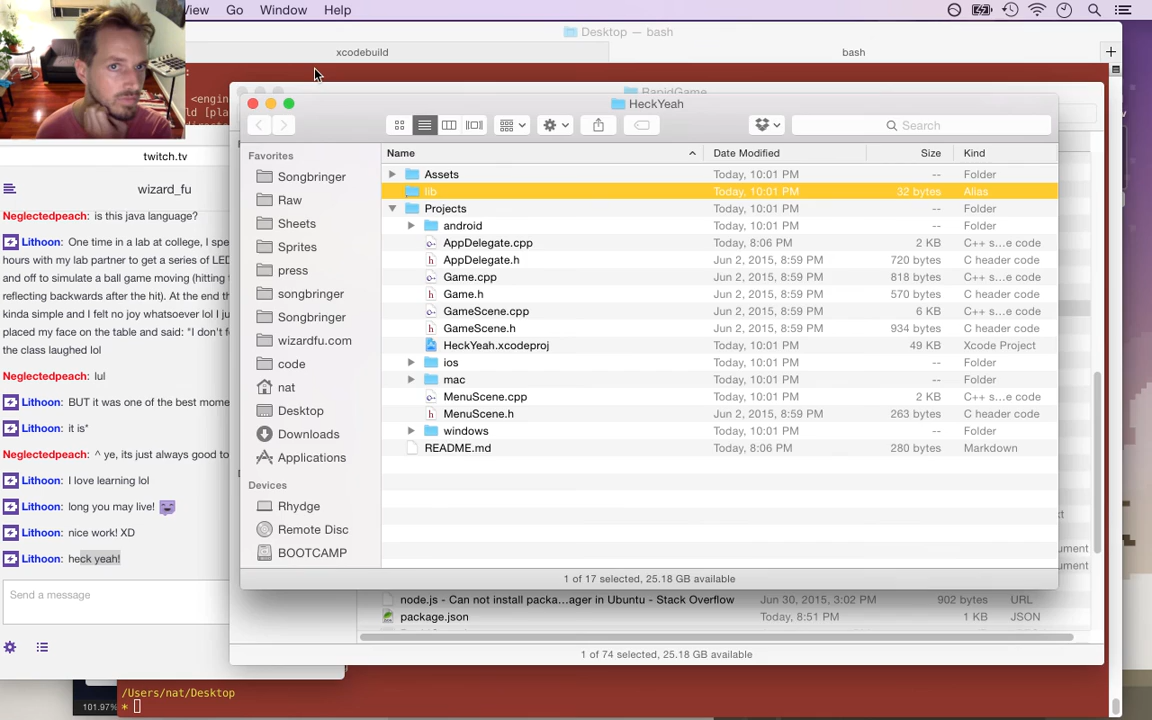 View Go Window Help
Desktop — bash
xcodebuild
bash
RapidGame
HeckYeah
<engin
ild [pla
direct
Search
twitch.tv
wizard_fu
Neglectedpeach: is this java language?
Lithoon: One time in a lab at college, I spe
hours with my lab partner to get a series of LED
and off to simulate a ball game moving (hitting
reflecting backwards after the hit). At the end th
kinda simple and I felt no joy whatsoever lol I ju
placed my face on the table and said: "I don't f
the class laughed lol
Neglectedpeach: lul
Lithoon: BUT it was one of the best mome
Lithoon: it is*
Neglectedpeach: ^ ye, its just always good to
Lithoon: I love learning lol
Lithoon: long you may live!
Lithoon: nice work! XD
Lithoon: heck yeah!
Send a message
Favorites
Songbringer
Raw
Sheets
Sprites
press
songbringer
Songbringer
wizardfu.com
code
nat
Desktop
Downloads
Applications
Devices
Rhydge
Remote Disc
BOOTCAMP
Name Date Modified Size Kind
Assets Today, 10:01 PM -- Folder
lib Today, 10:01 PM 32 bytes Alias
Projects Today, 10:01 PM -- Folder
android Today, 10:01 PM -- Folder
AppDelegate.cpp Today, 8:06 PM 2 KB C++ s...e code
AppDelegate.h Jun 2, 2015, 8:59 PM 720 bytes C header code
Game.cpp Jun 2, 2015, 8:59 PM 818 bytes C++ s...e code
Game.h Jun 2, 2015, 8:59 PM 570 bytes C header code
GameScene.cpp Jun 2, 2015, 8:59 PM 6 KB C++ s...e code
GameScene.h Jun 2, 2015, 8:59 PM 934 bytes C header code
HeckYeah.xcodeproj Today, 10:01 PM 49 KB Xcode Project
ios Today, 10:01 PM -- Folder
mac Today, 10:01 PM -- Folder
MenuScene.cpp Today, 10:01 PM 2 KB C++ s...e code
MenuScene.h Jun 2, 2015, 8:59 PM 263 bytes C header code
windows Today, 10:01 PM -- Folder
README.md Today, 8:06 PM 280 bytes Markdown
1 of 17 selected, 25.18 GB available
xt
ument
ument
node.js - Can not install packa...ager in Ubuntu - Stack Overflow Jun 30, 2015, 3:02 PM 902 bytes URL
package.json Today, 8:51 PM 1 KB JSON
1 of 74 selected, 25.18 GB available
/Users/nat/Desktop
*
101.97%